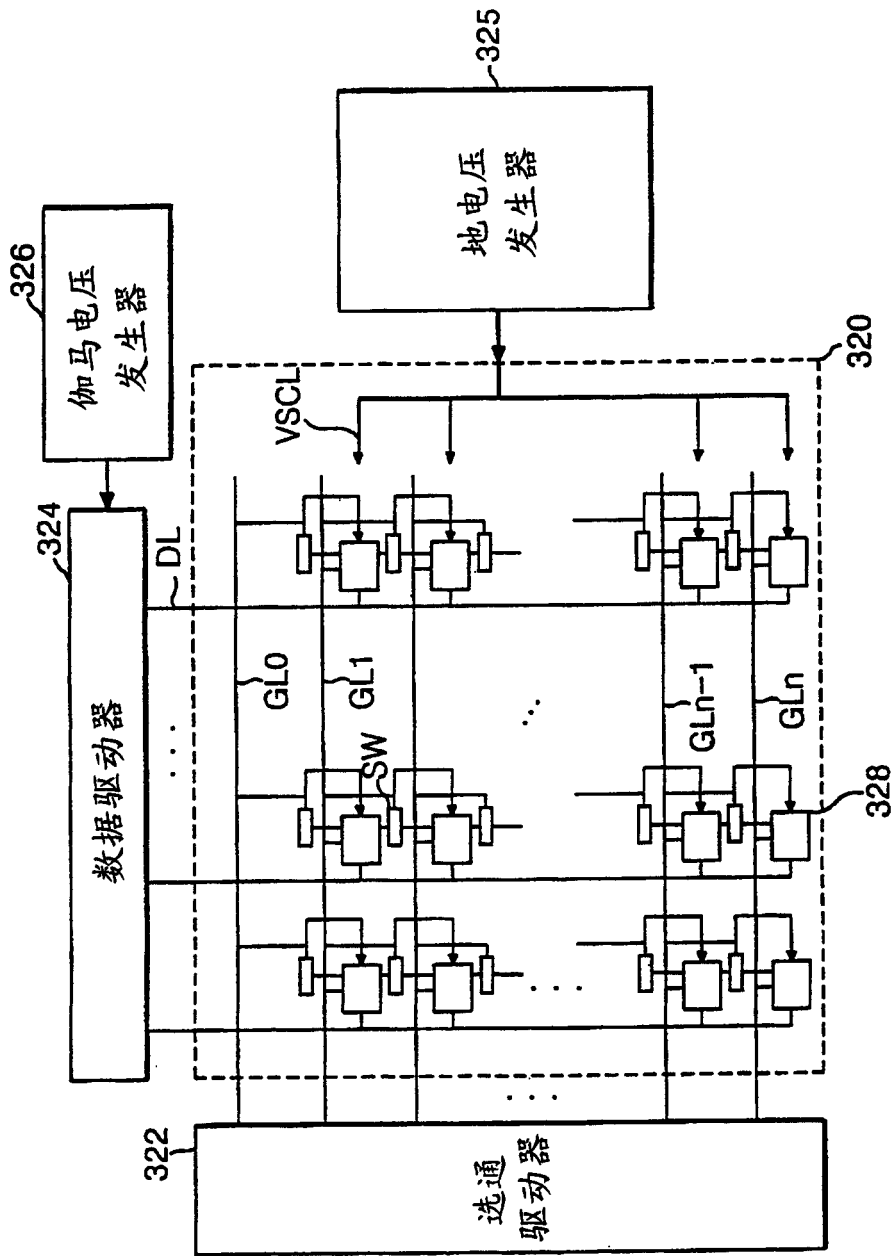 326
伽马电压
发生器
324
数据驱动器
DL
325
地电压
发生器
320
VSCL
GL0
GL1
SW
GLn-1
GLn
328
322
选通
驱动器